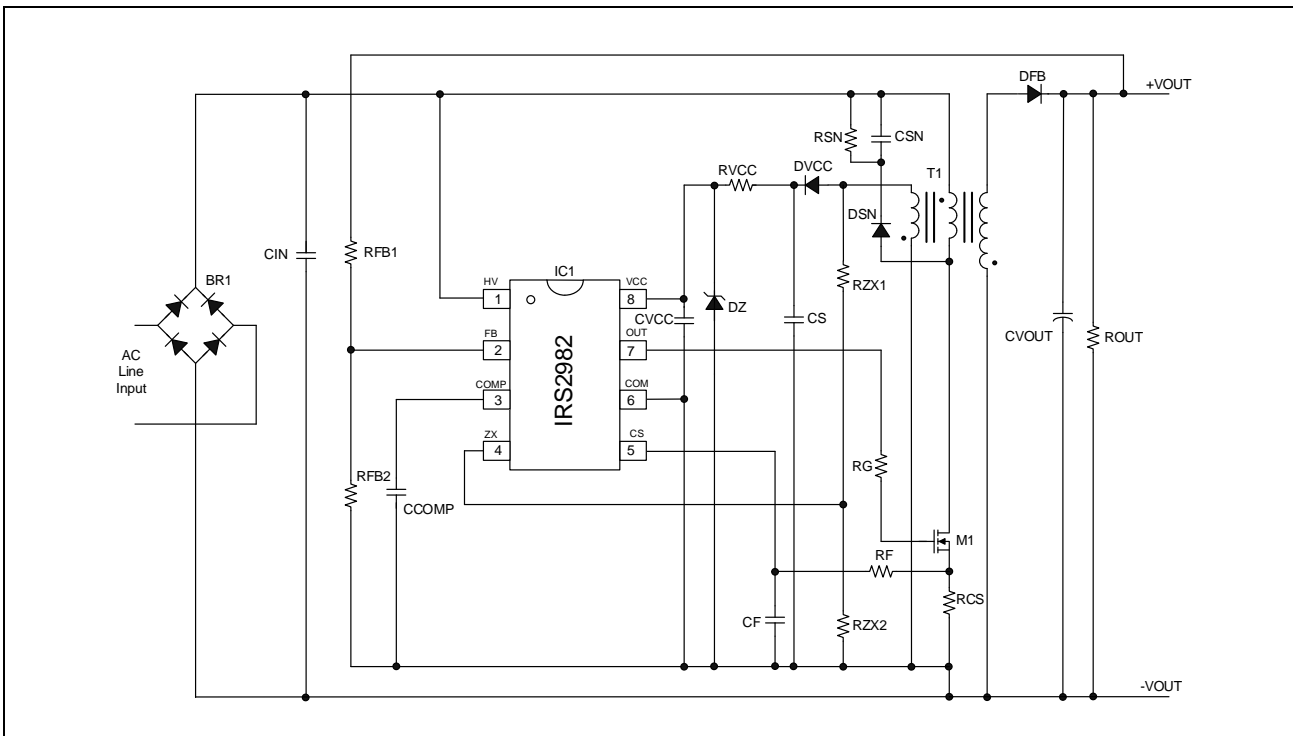 DFB
+VOUT
RSN
CSN
RVCC
DVCC
T1
DSN
CIN
RFB1
BR1
IC1
HV
VCC
1
8
RZX1
DZ
CVCC
CS
FB
OUT
2
7
AC
Line
Input
CVOUT
ROUT
IRS2982
COMP
COM
3
6
ZX
CS
4
5
RG
RFB2
CCOMP
M1
RF
RCS
CF
RZX2
-VOUT